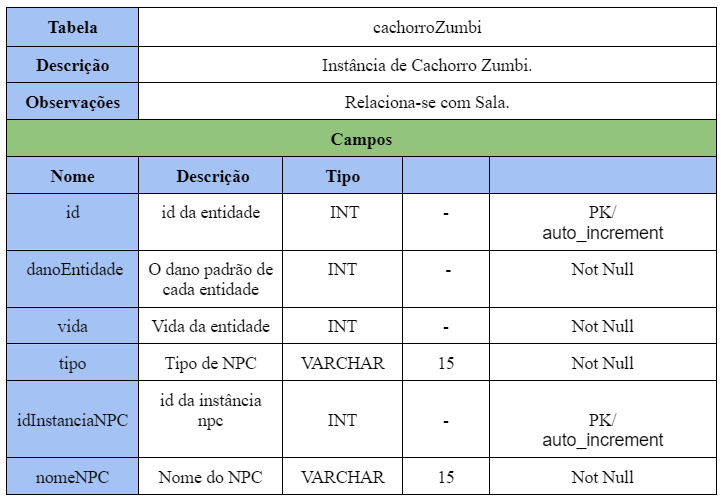 Tabela cachorroZumbi
Descrição Instância de Cachorro Zumbi.
Observações Relaciona-se com Sala.
Campos
Nome Descrição Tipo
id id da entidade INT - PK/
auto_increment
danoEntidade O dano padrão de INT - Not Null
cada entidade
vida Vida da entidade INT - Not Null
tipo Tipo de NPC VARCHAR 15 Not Null
idInstanciaNPC id da instância INT - PK/
npc auto_increment
nomeNPC Nome do NPC VARCHAR 15 Not Null